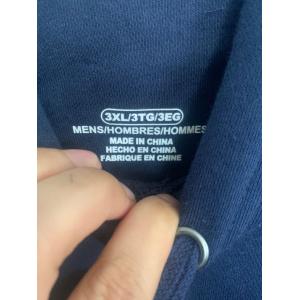 3XL/3TG/3EG
MENS/HOMBRES/HOMMES
MADE IN CHINA
HECHO EN CHINA
FABRIQUE EN CHINE